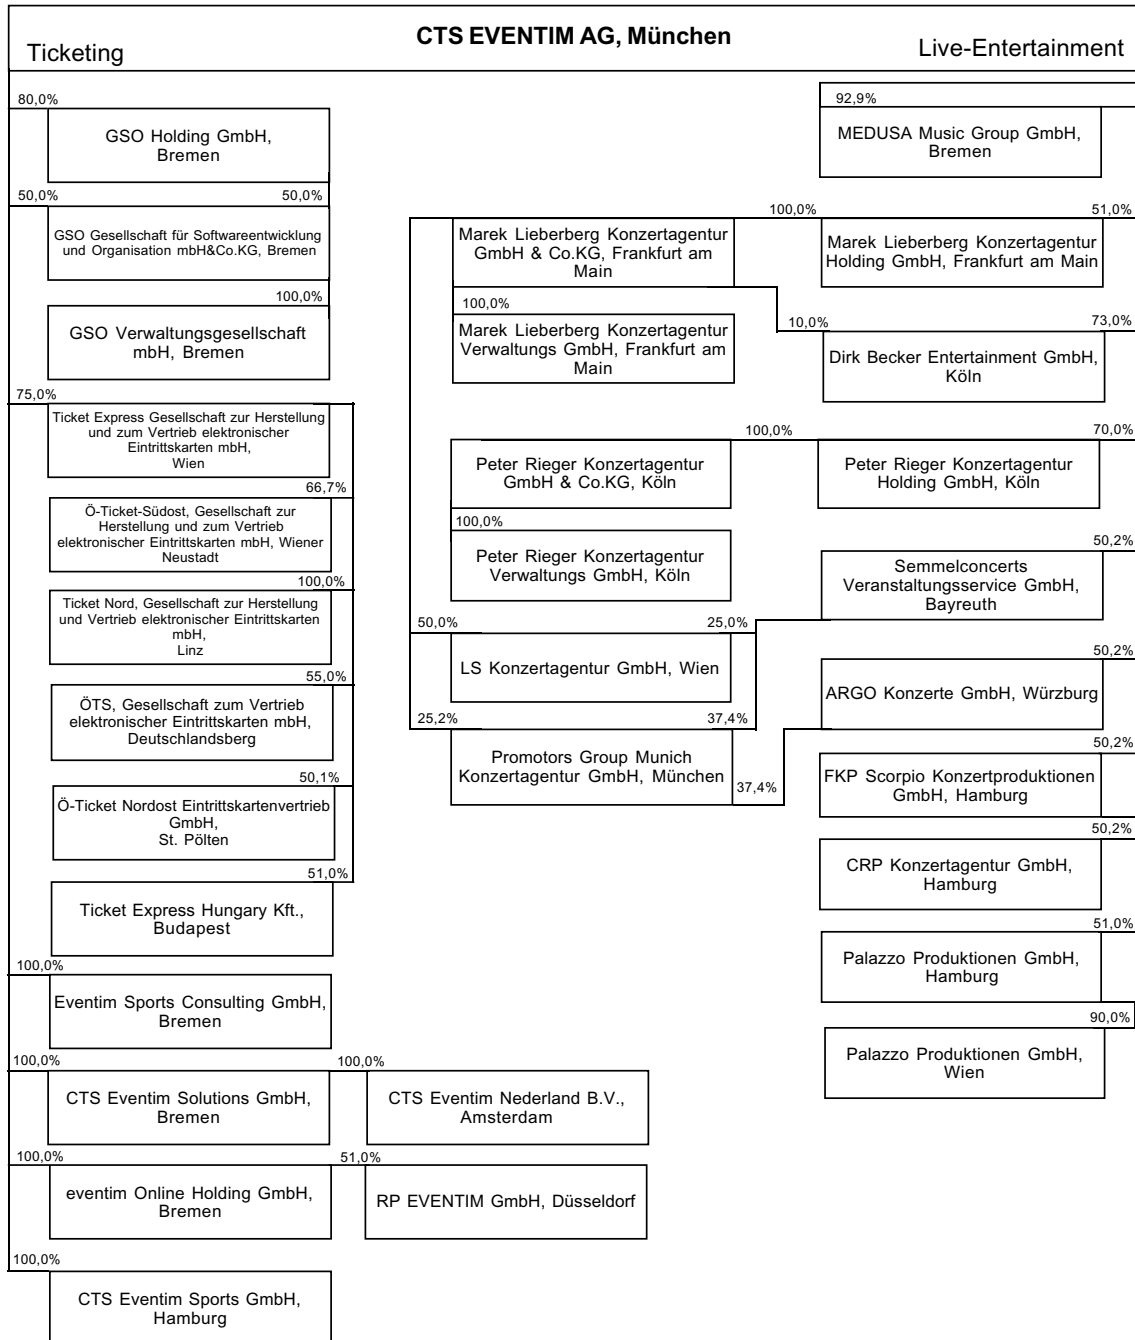 CTS EVENTIM AG, München
Ticketing
Live-Entertainment
80,0%
GSO Holding GmbH,
Bremen
50,0%
50,0%
GSO Gesellschaft für Softwareentwicklung
und Organisation mbH&Co.KG, Bremen
100,0%
GSO Verwaltungsgesellschaft
mbH, Bremen
75,0%
Ticket Express Gesellschaft zur Herstellung
und zum Vertrieb elektronischer
Eintrittskarten mbH,
Wien
66,7%
Ö-Ticket-Südost, Gesellschaft zur
Herstellung und zum Vertrieb
elektronischer Eintrittskarten mbH, Wiener
Neustadt
100,0%
Ticket Nord, Gesellschaft zur Herstellung
und Vertrieb elektronischer Eintrittskarten
mbH,
Linz
55,0%
ÖTS, Gesellschaft zum Vertrieb
elektronischer Eintrittskarten mbH,
Deutschlandsberg
50,1%
Ö-Ticket Nordost Eintrittskartenvertrieb
GmbH,
St. Pölten
51,0%
Ticket Express Hungary Kft.,
Budapest
100,0%
Eventim Sports Consulting GmbH,
Bremen
100,0%
CTS Eventim Solutions GmbH,
Bremen
100,0%
CTS Eventim Nederland B.V.,
Amsterdam
100,0%
eventim Online Holding GmbH,
Bremen
51,0%
RP EVENTIM GmbH, Düsseldorf
100,0%
CTS Eventim Sports GmbH,
Hamburg
100,0%
Marek Lieberberg Konzertagentur
GmbH & Co.KG, Frankfurt am
Main
100,0%
Marek Lieberberg Konzertagentur
Verwaltungs GmbH, Frankfurt am
Main
100,0%
Peter Rieger Konzertagentur
GmbH & Co.KG, Köln
100,0%
Peter Rieger Konzertagentur
Verwaltungs GmbH, Köln
50,0%
25,0%
LS Konzertagentur GmbH, Wien
25,2%
37,4%
Promotors Group Munich
Konzertagentur GmbH, München
37,4%
92,9%
MEDUSA Music Group GmbH,
Bremen
51,0%
Marek Lieberberg Konzertagentur
Holding GmbH, Frankfurt am Main
10,0%
73,0%
Dirk Becker Entertainment GmbH,
Köln
70,0%
Peter Rieger Konzertagentur
Holding GmbH, Köln
50,2%
Semmelconcerts
Veranstaltungsservice GmbH,
Bayreuth
50,2%
ARGO Konzerte GmbH, Würzburg
50,2%
FKP Scorpio Konzertproduktionen
GmbH, Hamburg
50,2%
CRP Konzertagentur GmbH,
Hamburg
51,0%
Palazzo Produktionen GmbH,
Hamburg
90,0%
Palazzo Produktionen GmbH,
Wien